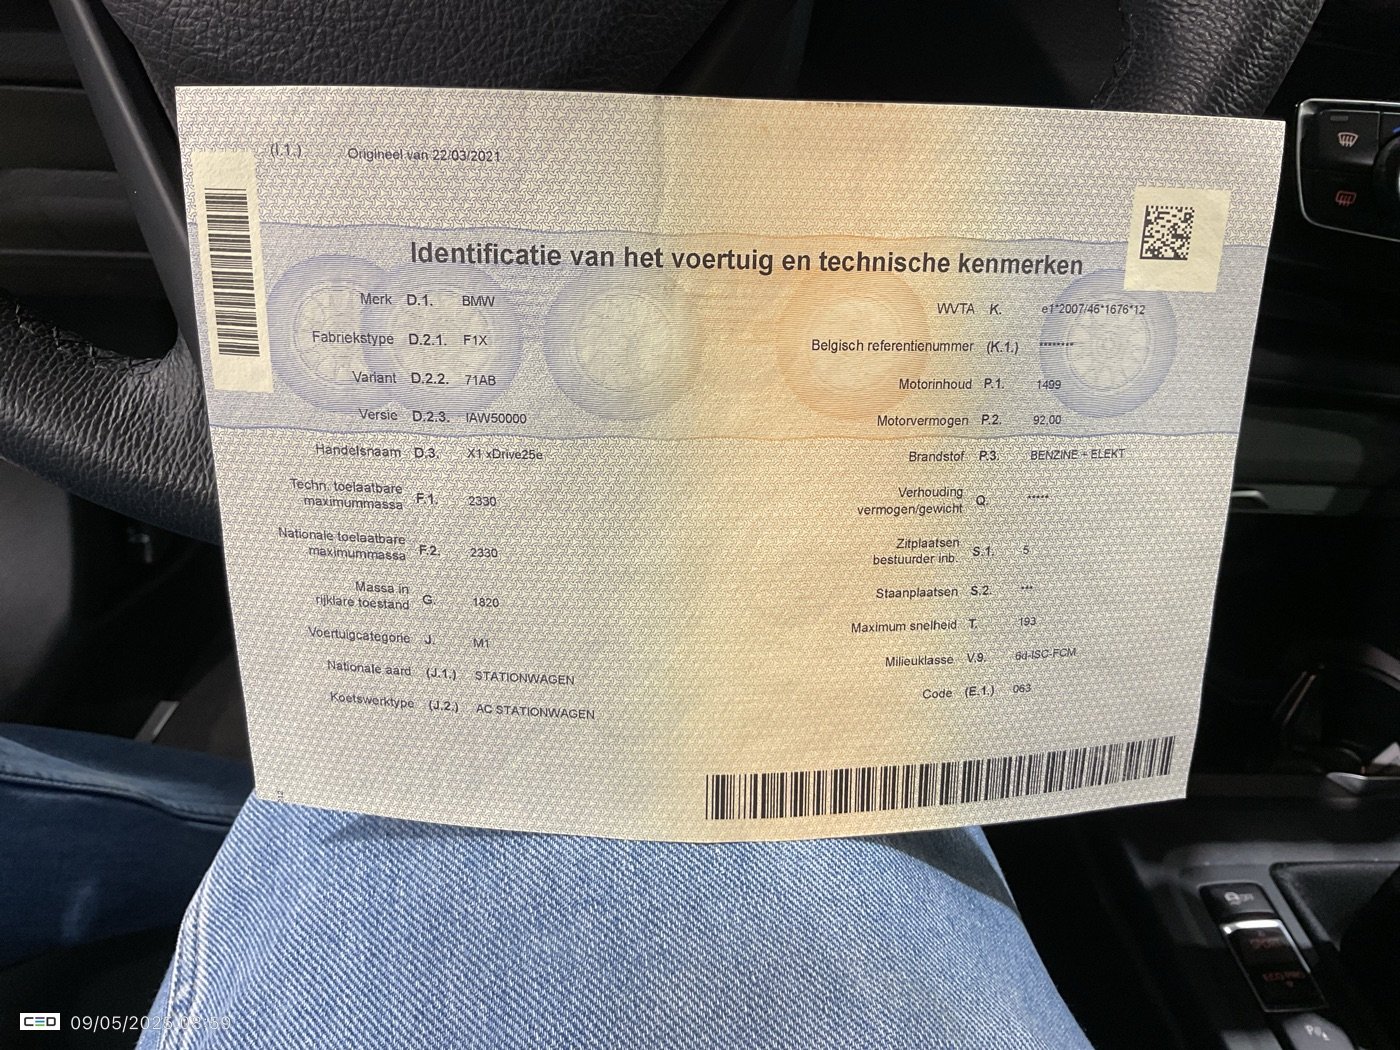 (I.1.) Origineel van 22/03/2021
Identificatie van het voertuig en technische kenmerken
Merk D.1. BMW
Fabriekstype D.2.1. F1X
Variant D.2.2. 71AB
Versie D.2.3. IAW50000
Handelsnaam D.3. X1 xDrive25e
Techn. toelaatbare
maximummassa F.1. 2330
Nationale toelaatbare
maximummassa F.2. 2330
Massa in
rijklare toestand G. 1820
Voertuigcategorie J. M1
Nationale aard (J.1.) STATIONWAGEN
Koetswerktype (J.2.) AC STATIONWAGEN
WVTA K. e1*2007/46*1676*12
Belgisch referentienummer (K.1.) ********
Motorinhoud P.1. 1499
Motorvermogen P.2. 92,00
Brandstof P.3. BENZINE + ELEKT
Verhouding
vermogen/gewicht Q. *****
Zitplaatsen
bestuurder inb. S.1. 5
Staanplaatsen S.2. ***
Maximum snelheid T. 193
Milieuklasse V.9. 6d-ISC-FCM
Code (E.1.) 063
CED 09/05/2025